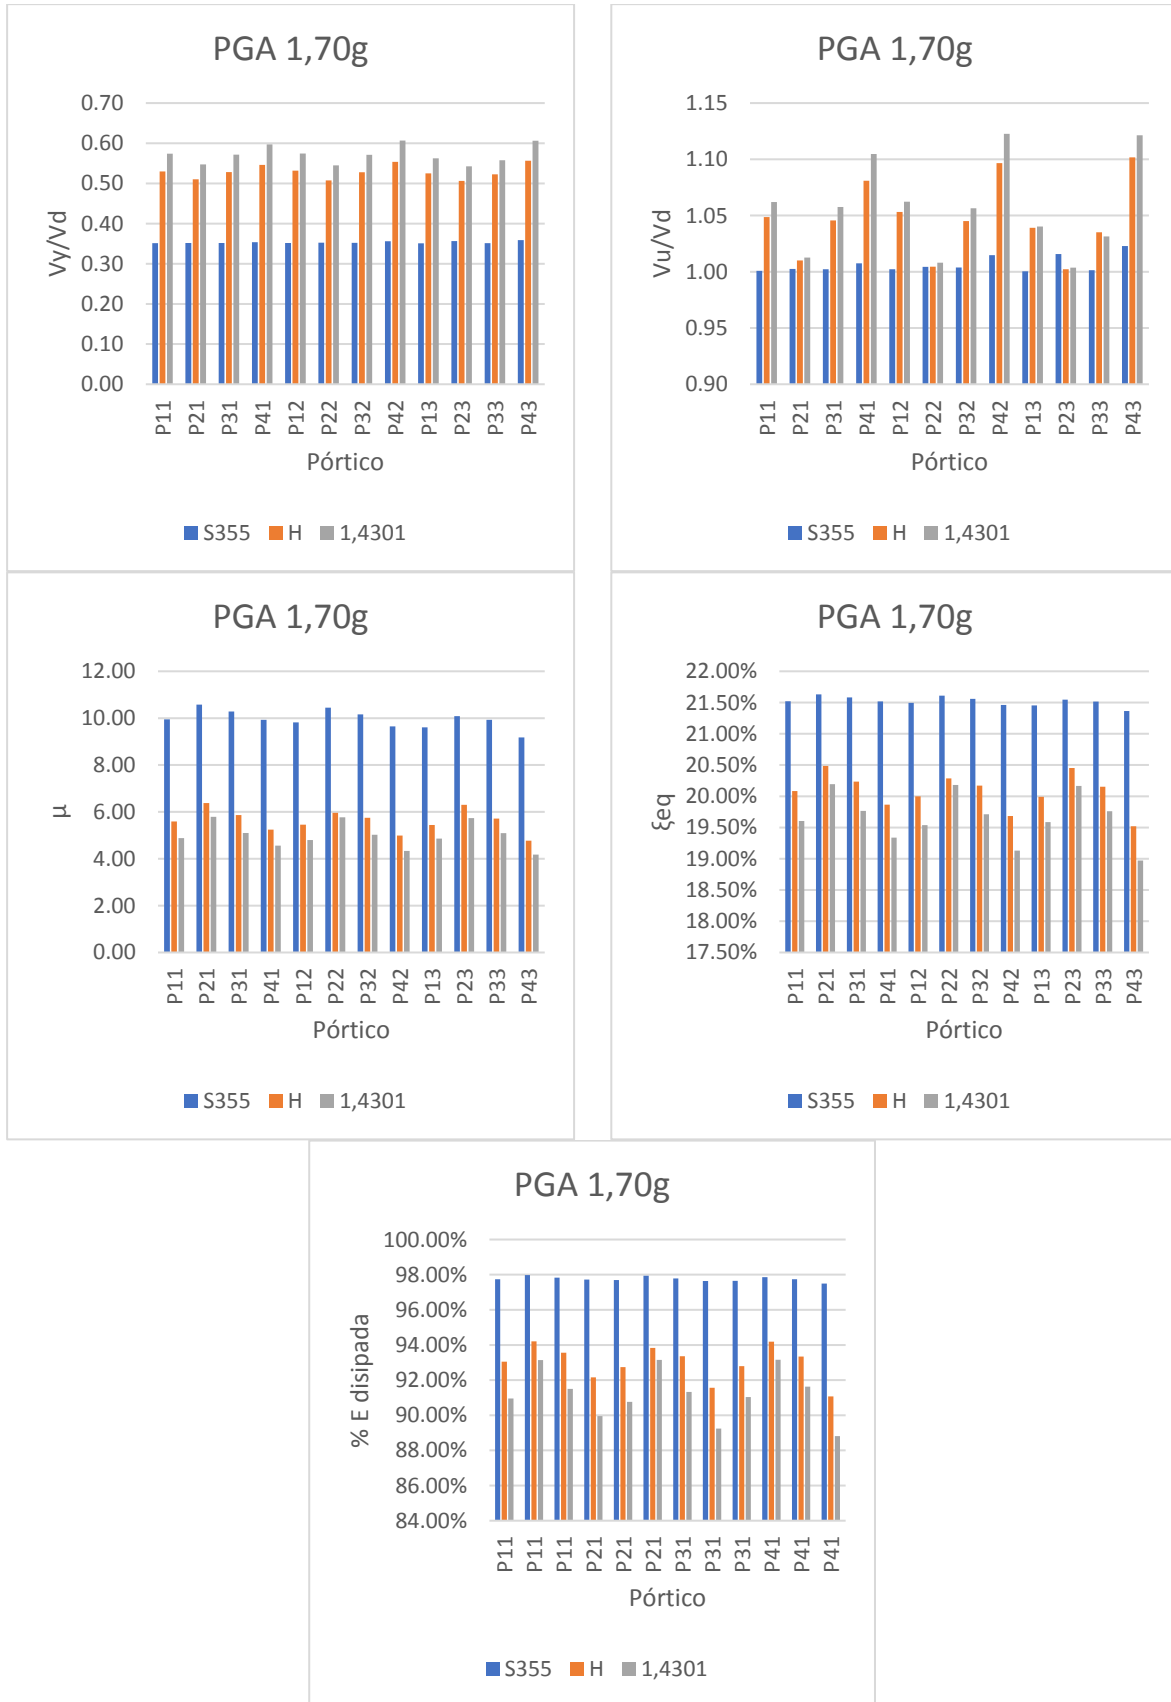 PGA 1,70g
0.70
0.60
0.50
0.40
0.30
0.20
0.10
0.00
Vy/Vd
P11 P21 P31 P41 P12 P22 P32 P42 P13 P23 P33 P43
Pórtico
S355 H 1,4301
PGA 1,70g
1.15
1.10
1.05
1.00
0.95
0.90
Vu/Vd
P11 P21 P31 P41 P12 P22 P32 P42 P13 P23 P33 P43
Pórtico
S355 H 1,4301
PGA 1,70g
12.00
10.00
8.00
6.00
4.00
2.00
0.00
μ
P11 P21 P31 P41 P12 P22 P32 P42 P13 P23 P33 P43
Pórtico
S355 H 1,4301
PGA 1,70g
22.00%
21.50%
21.00%
20.50%
20.00%
19.50%
19.00%
18.50%
18.00%
17.50%
ξeq
P11 P21 P31 P41 P12 P22 P32 P42 P13 P23 P33 P43
Pórtico
S355 H 1,4301
PGA 1,70g
100.00%
98.00%
96.00%
94.00%
92.00%
90.00%
88.00%
86.00%
84.00%
% E disipada
P11 P11 P11 P21 P21 P21 P31 P31 P31 P41 P41 P41
Pórtico
S355 H 1,4301